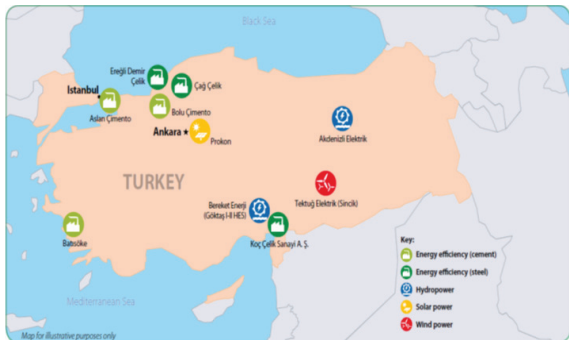 Black Sea
Ereğli Demir
Çelik
Çağ Çelik
Istanbul
Aslan Çimento
Bolu Çimento
Ankara
Prokon
Akdenizli Elektrik
TURKEY
Bereket Enerji
(Göktaş I-II HES)
Tektuğ Elektrik (Sincik)
Koç Çelik Sanayi A. Ş.
Batısöke
Mediterranean Sea
Key:
Energy efficiency (cement)
Energy efficiency (steel)
Hydropower
Solar power
Wind power
Map for illustrative purposes only